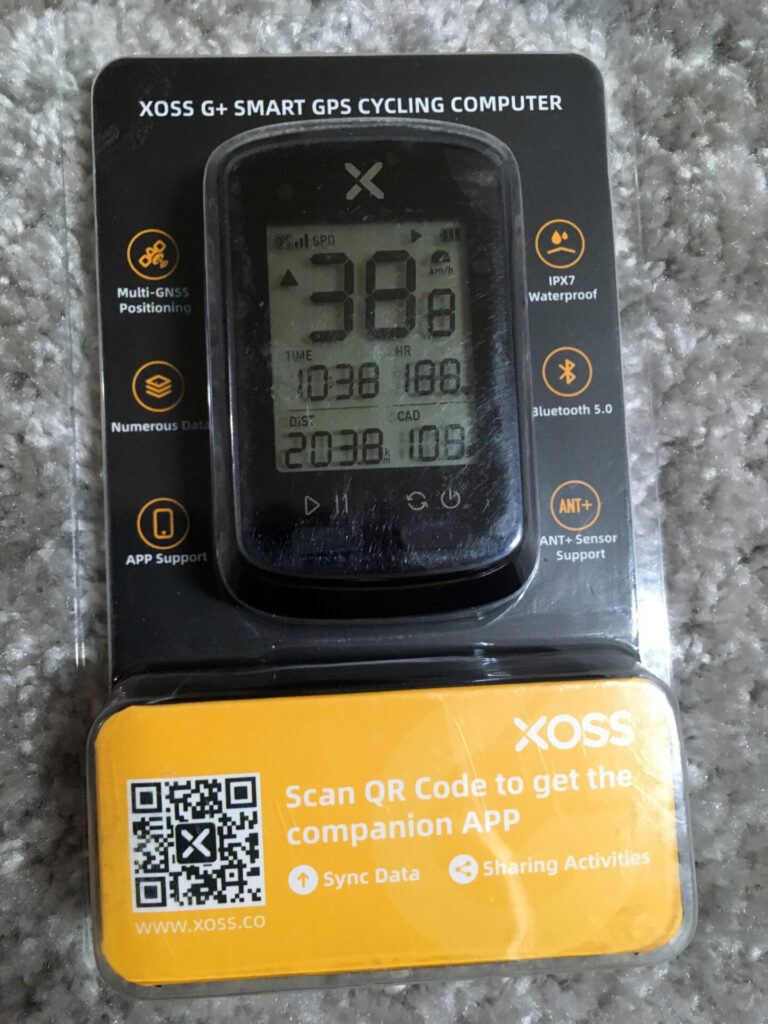 XOSS G+ SMART GPS CYCLING COMPUTER
GPS SPD
38.8
km/h
TIME HR
1038 188
DIST CAD
203.8 km 108
Multi-GNSS
Positioning
Numerous Data
APP Support
IPX7
Waterproof
Bluetooth 5.0
ANT+
ANT+ Sensor
Support
XOSS
Scan QR Code to get the
companion APP
Sync Data Sharing Activities
www.xoss.co